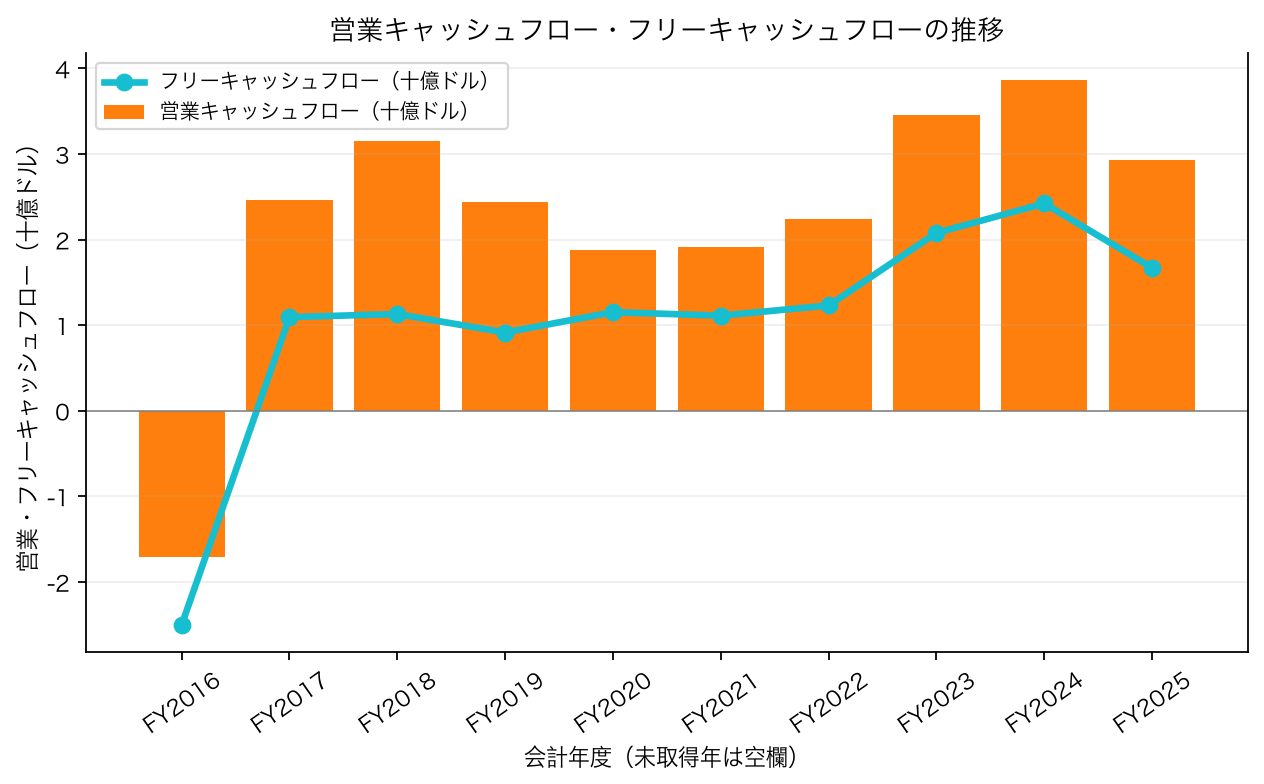 営業キャッシュフロー・フリーキャッシュフローの推移
フリーキャッシュフロー（十億ドル）
営業キャッシュフロー（十億ドル）
営業・フリーキャッシュフロー（十億ドル）
4
3
2
1
0
-1
-2
FY2016
FY2017
FY2018
FY2019
FY2020
FY2021
FY2022
FY2023
FY2024
FY2025
会計年度（未取得年は空欄）